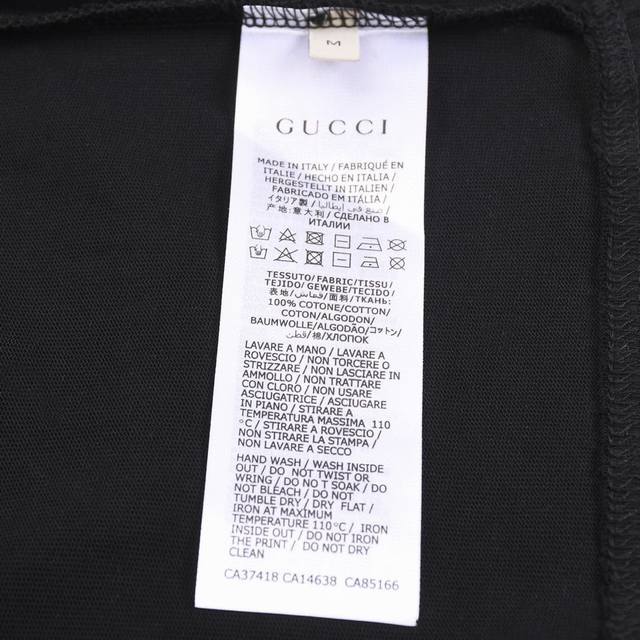 M
GUCCI
MADE IN ITALY / FABRIQUÉ EN
ITALIE / HECHO EN ITALIA /
HERGESTELLT IN ITALIEN /
FABRICADO EM ITÁLIA /
イタリア製 / صنع في إيطاليا /
产地:意大利 / СДЕЛАНО В
ИТАЛИИ
TESSUTO/FABRIC/TISSU/
TEJIDO/ GEWEBE/TECIDO/
表地/قماش/面料/ТКАНЬ:
100% COTONE/COTTON/
COTON/ALGODON/
BAUMWOLLE/ALGODÃO/コットン/
قطن/棉/ХЛОПОК
LAVARE A MANO / LAVARE A
ROVESCIO / NON TORCERE O
STRIZZARE / NON LASCIARE IN
AMMOLLO / NON TRATTARE
CON CLORO / NON USARE
ASCIUGATRICE / ASCIUGARE
IN PIANO / STIRARE A
TEMPERATURA MASSIMA 110
°C / STIRARE A ROVESCIO /
NON STIRARE LA STAMPA /
NON LAVARE A SECCO
HAND WASH / WASH INSIDE
OUT / DO NOT TWIST OR
WRING / DO NO T SOAK / DO
NOT BLEACH / DO NOT
TUMBLE DRY / DRY FLAT /
IRON AT MAXIMUM
TEMPERATURE 110°C / IRON
INSIDE OUT / DO NOT IRON
THE PRINT / DO NOT DRY
CLEAN
CA37418 CA14638 CA85166